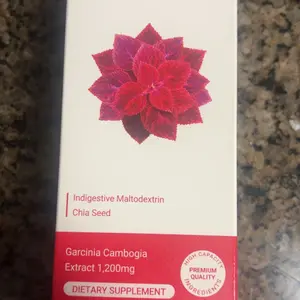 Indigestive Maltodextrin
Chia Seed
Garcinia Cambogia
Extract 1,200mg
DIETARY SUPPLEMENT
HIGH CAPACITY
PREMIUM
QUALITY
INGREDIENTS